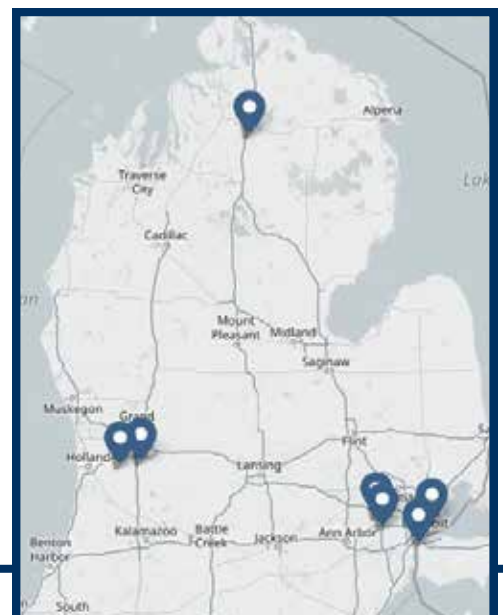 Alpena
Traverse
City
Cadillac
Mount
Pleasant
Midland
Saginaw
Muskegon
Grand
Flint
Holland
Lansing
Benton
Harbor
Kalamazoo
Battle
Creek
Jackson
Ann Arbor
South